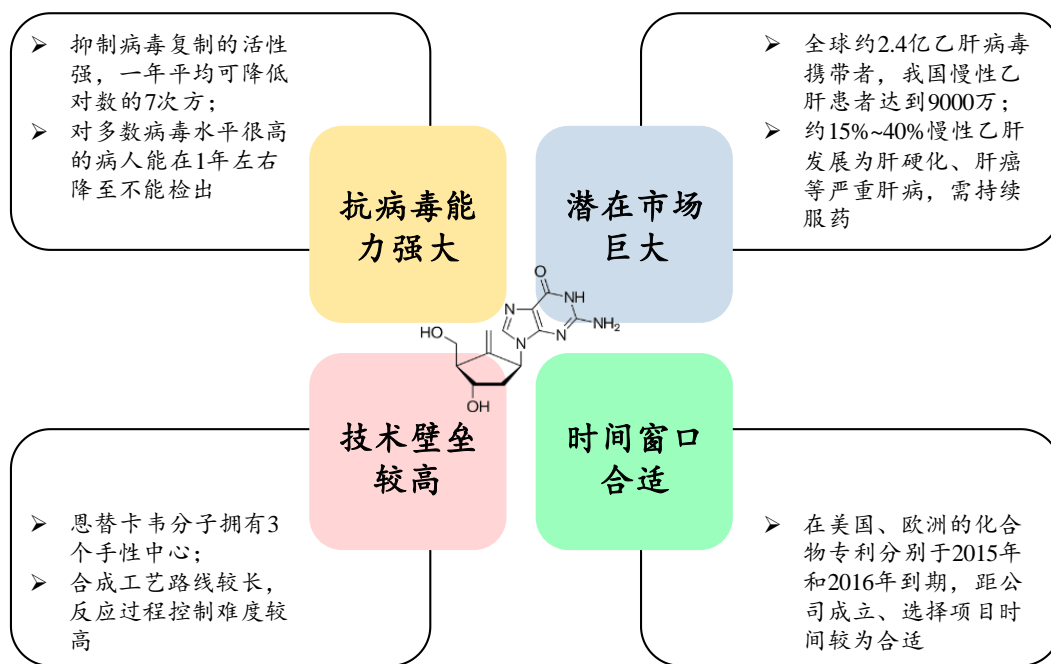 ➢ 抑制病毒复制的活性
强，一年平均可降低
对数的7次方；
➢ 对多数病毒水平很高
的病人能在1年左右
降至不能检出
➢ 全球约2.4亿乙肝病毒
携带者，我国慢性乙
肝患者达到9000万；
➢ 约15%~40%慢性乙肝
发展为肝硬化、肝癌
等严重肝病，需持续
服药
抗病毒能
力强大
潜在市场
巨大
O
N
NH
N
N
NH2
HO
OH
技术壁垒
较高
时间窗口
合适
➢ 恩替卡韦分子拥有3
个手性中心；
➢ 合成工艺路线较长，
反应过程控制难度较
高
➢ 在美国、欧洲的化合
物专利分别于2015年
和2016年到期，距公
司成立、选择项目时
间较为合适